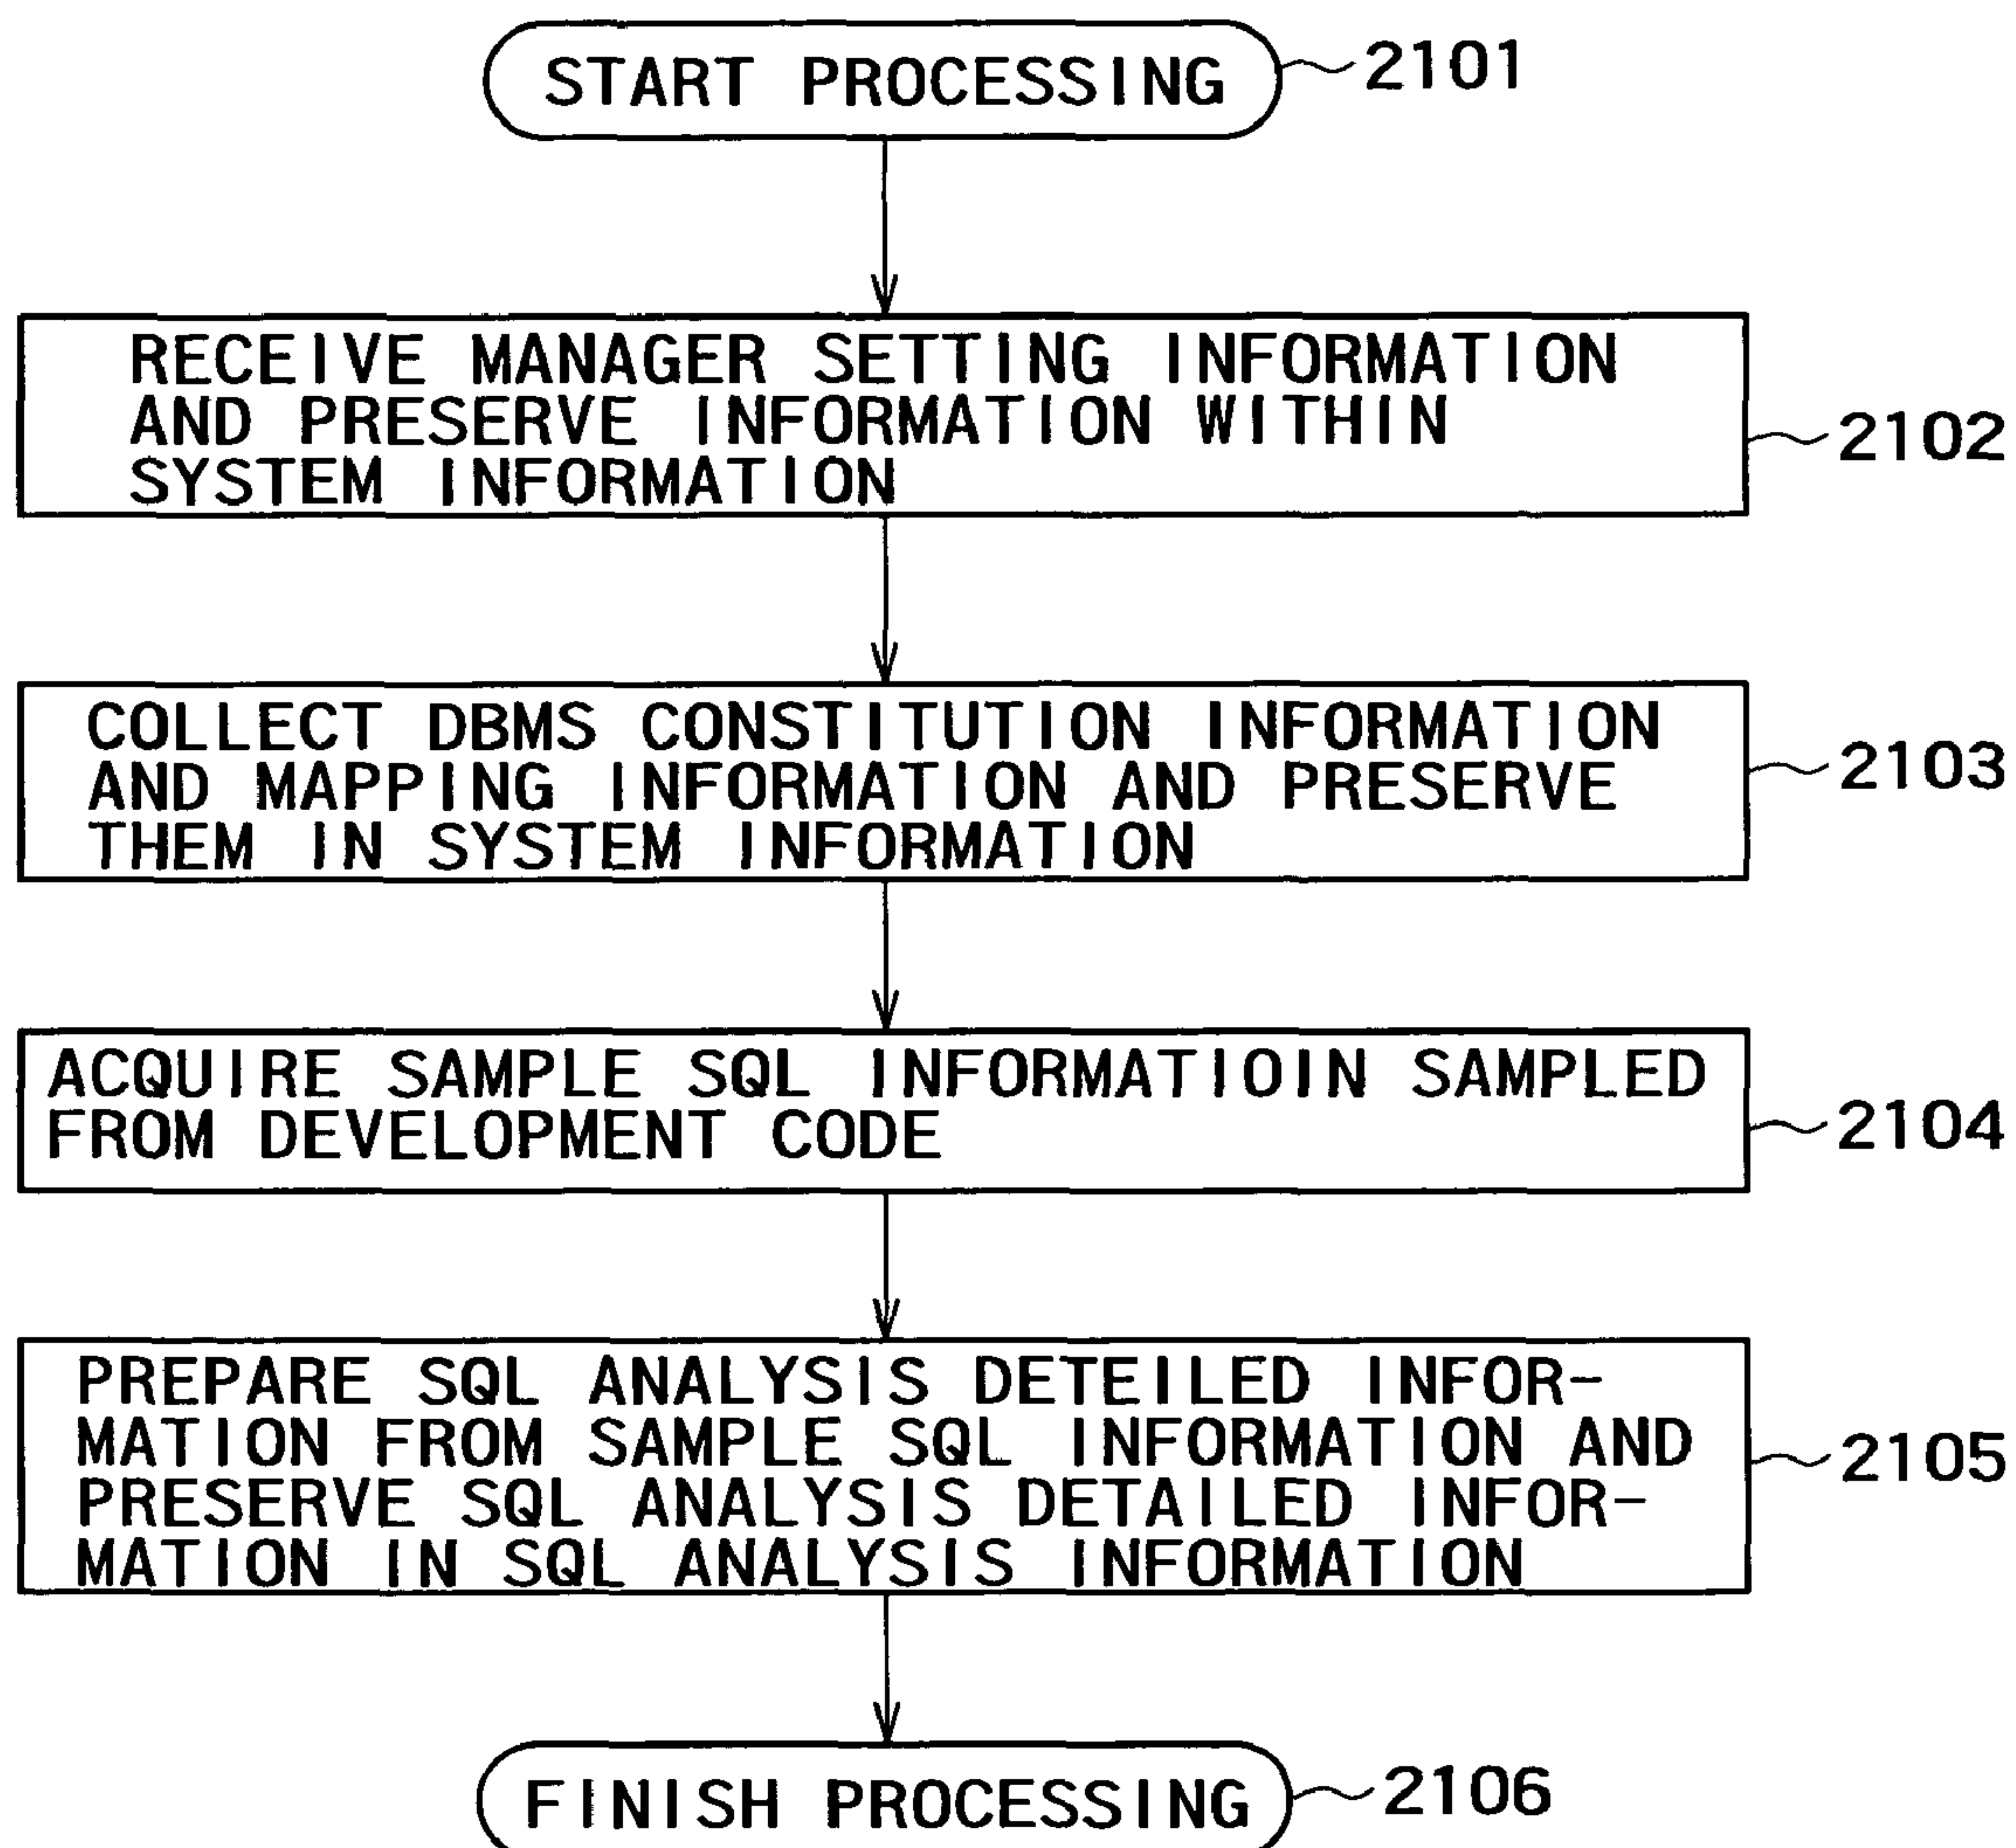 START PROCESSING 2101
RECEIVE MANAGER SETTING INFORMATION
AND PRESERVE INFORMATION WITHIN
SYSTEM INFORMATION
2102
COLLECT DBMS CONSTITUTION INFORMATION
AND MAPPING INFORMATION AND PRESERVE
THEM IN SYSTEM INFORMATION
2103
ACQUIRE SAMPLE SQL INFORMATIOIN SAMPLED
FROM DEVELOPMENT CODE
2104
PREPARE SQL ANALYSIS DETEILED INFOR-
MATION FROM SAMPLE SQL INFORMATION AND
PRESERVE SQL ANALYSIS DETAILED INFOR-
MATION IN SQL ANALYSIS INFORMATION
2105
FINISH PROCESSING 2106